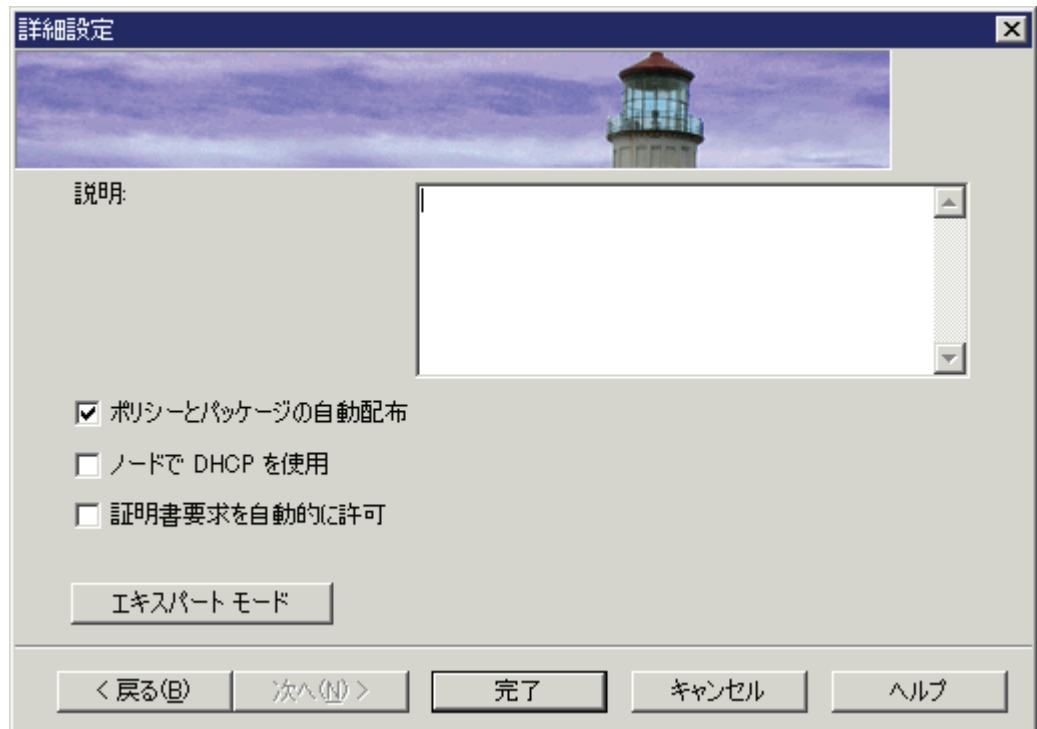 詳細設定
説明:
ポリシーとパッケージの自動配布
ノードで DHCP を使用
証明書要求を自動的に許可
エキスパート モード
< 戻る(B)
次へ(N) >
完了
キャンセル
ヘルプ